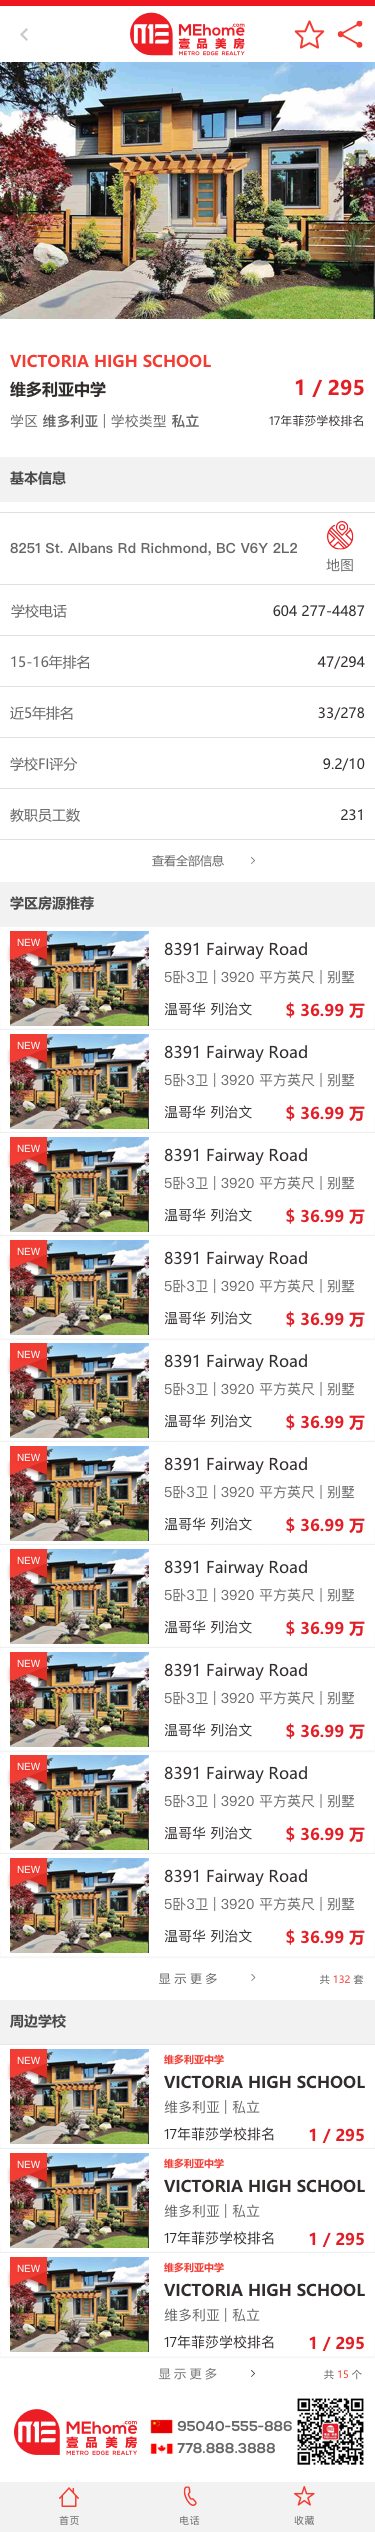 MEhome.com
壹品美房
METRO EDGE REALTY
VICTORIA HIGH SCHOOL
维多利亚中学
1 / 295
学区 维多利亚 | 学校类型 私立
17年菲莎学校排名
基本信息
8251 St. Albans Rd Richmond, BC V6Y 2L2
地图
学校电话 604 277-4487
15-16年排名 47/294
近5年排名 33/278
学校FI评分 9.2/10
教职员工数 231
查看全部信息 >
学区房源推荐
NEW
8391 Fairway Road
5卧3卫 | 3920 平方英尺 | 别墅
温哥华 列治文 $ 36.99 万
NEW
8391 Fairway Road
5卧3卫 | 3920 平方英尺 | 别墅
温哥华 列治文 $ 36.99 万
NEW
8391 Fairway Road
5卧3卫 | 3920 平方英尺 | 别墅
温哥华 列治文 $ 36.99 万
NEW
8391 Fairway Road
5卧3卫 | 3920 平方英尺 | 别墅
温哥华 列治文 $ 36.99 万
NEW
8391 Fairway Road
5卧3卫 | 3920 平方英尺 | 别墅
温哥华 列治文 $ 36.99 万
NEW
8391 Fairway Road
5卧3卫 | 3920 平方英尺 | 别墅
温哥华 列治文 $ 36.99 万
NEW
8391 Fairway Road
5卧3卫 | 3920 平方英尺 | 别墅
温哥华 列治文 $ 36.99 万
NEW
8391 Fairway Road
5卧3卫 | 3920 平方英尺 | 别墅
温哥华 列治文 $ 36.99 万
NEW
8391 Fairway Road
5卧3卫 | 3920 平方英尺 | 别墅
温哥华 列治文 $ 36.99 万
NEW
8391 Fairway Road
5卧3卫 | 3920 平方英尺 | 别墅
温哥华 列治文 $ 36.99 万
显示更多 > 共 132 套
周边学校
NEW
维多利亚中学
VICTORIA HIGH SCHOOL
维多利亚 | 私立
17年菲莎学校排名 1 / 295
NEW
维多利亚中学
VICTORIA HIGH SCHOOL
维多利亚 | 私立
17年菲莎学校排名 1 / 295
NEW
维多利亚中学
VICTORIA HIGH SCHOOL
维多利亚 | 私立
17年菲莎学校排名 1 / 295
显示更多 > 共 15 个
MEhome.com
壹品美房
METRO EDGE REALTY
95040-555-886
778.888.3888
首页 电话 收藏